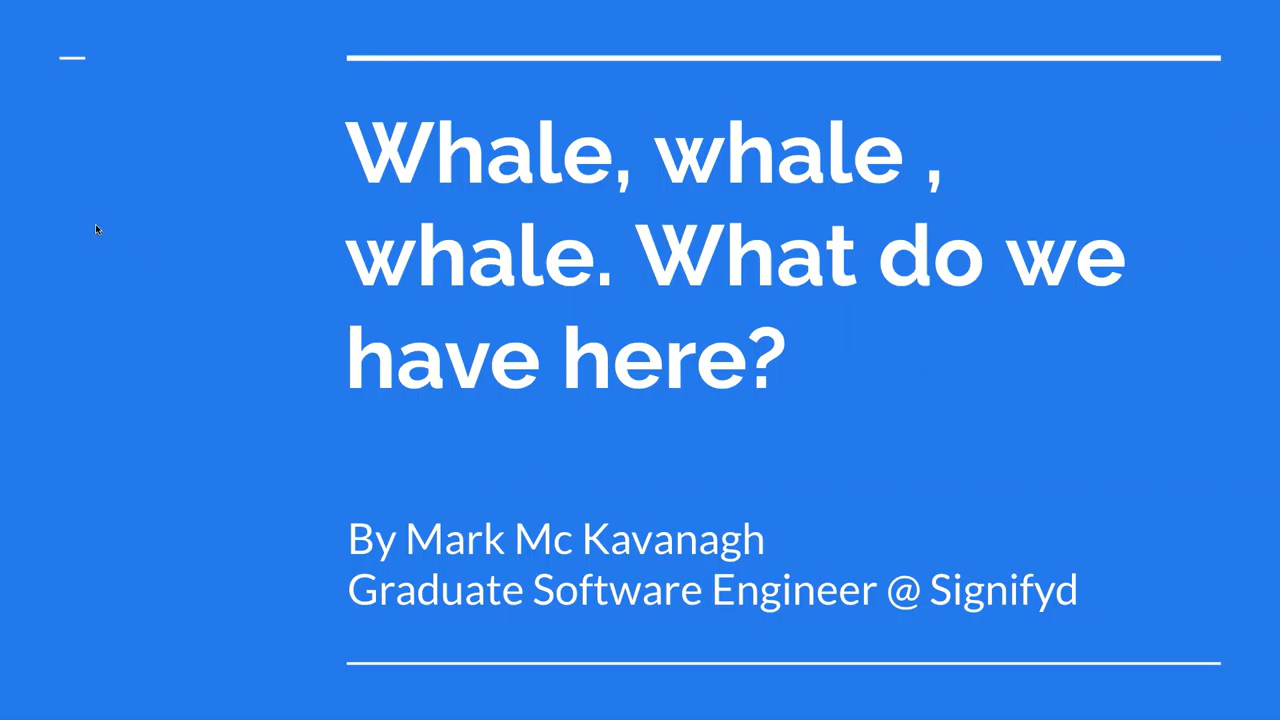 Whale, whale ,
whale. What do we
have here?
By Mark Mc Kavanagh
Graduate Software Engineer @ Signifyd